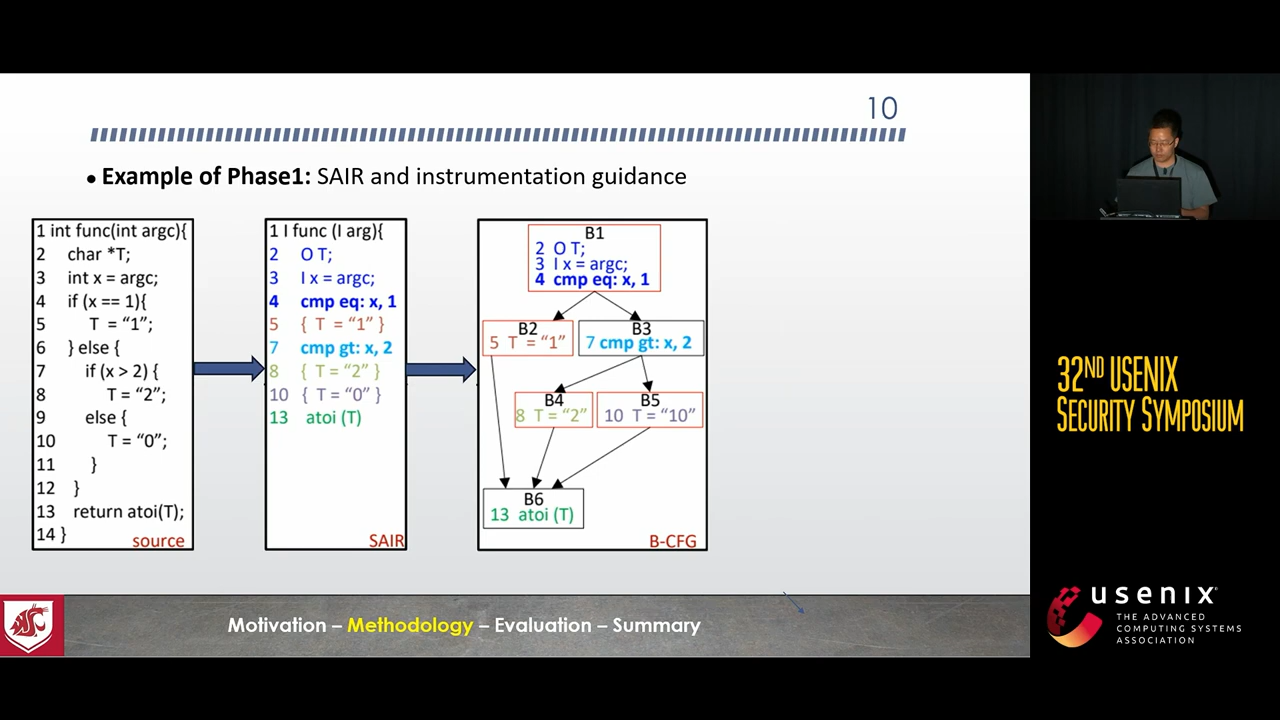 10
• Example of Phase1: SAIR and instrumentation guidance
1 int func(int argc){
2 char *T;
3 int x = argc;
4 if (x == 1){
5 T = “1”;
6 } else {
7 if (x > 2) {
8 T = “2”;
9 else {
10 T = “0”;
11 }
12 }
13 return atoi(T);
14 }
source
1 I func (I arg){
2 O T;
3 I x = argc;
4 cmp eq: x, 1
5 { T = “1” }
7 cmp gt: x, 2
8 { T = “2” }
10 { T = “0” }
13 atoi (T)
SAIR
B1
2 O T;
3 I x = argc;
4 cmp eq: x, 1
B2
5 T = “1”
B3
7 cmp gt: x, 2
B4
8 T = “2”
B5
10 T = “10”
B6
13 atoi (T)
B-CFG
Motivation – Methodology – Evaluation – Summary
32ND USENIX
SECURITY SYMPOSIUM
usenix
THE ADVANCED
COMPUTING SYSTEMS
ASSOCIATION